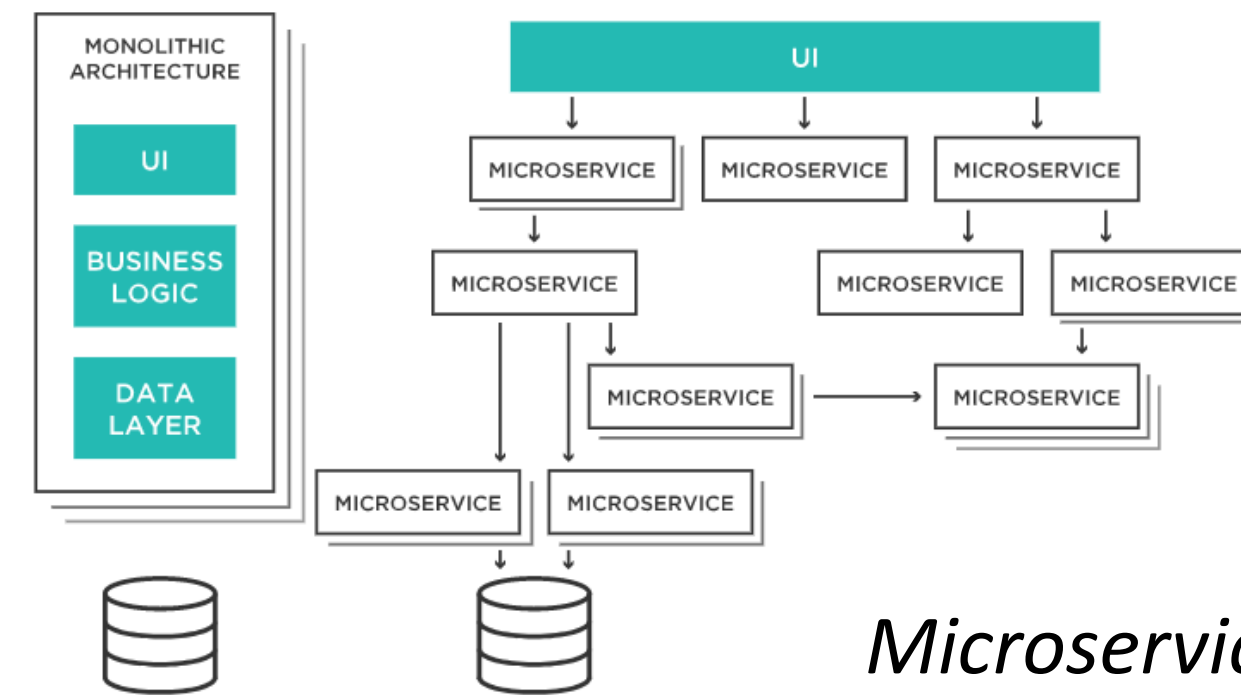 MONOLITHIC
ARCHITECTURE
UI
BUSINESS
LOGIC
DATA
LAYER
UI
MICROSERVICE
MICROSERVICE
MICROSERVICE
MICROSERVICE
MICROSERVICE
MICROSERVICE
MICROSERVICE
MICROSERVICE
MICROSERVICE
MICROSERVICE